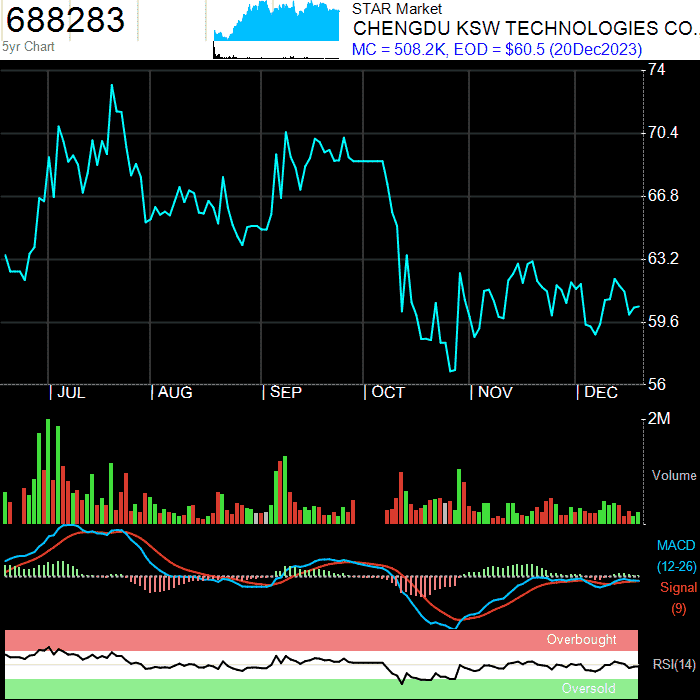 688283
5yr Chart
STAR Market
CHENGDU KSW TECHNOLOGIES CO.
MC = 508.2K, EOD = $60.5 (20Dec2023)
74
70.4
66.8
63.2
59.6
56
JUL
AUG
SEP
OCT
NOV
DEC
2M
Volume
MACD
(12-26)
Signal
(9)
Overbought
RSI(14)
Oversold